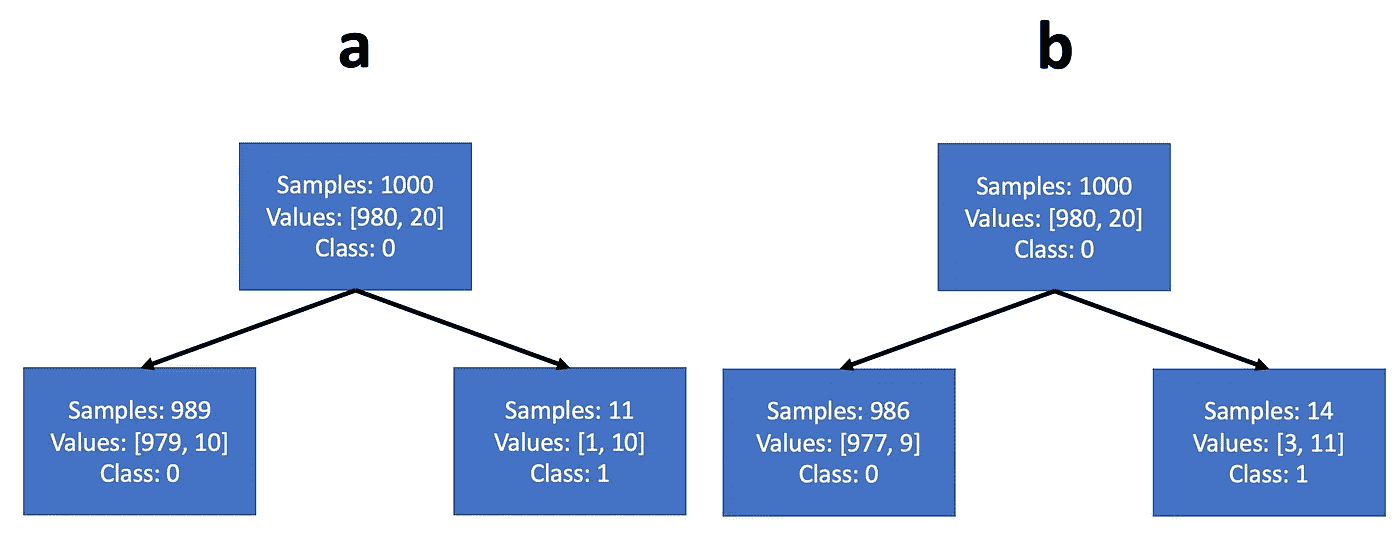 a
Samples: 1000
Values: [980, 20]
Class: 0
Samples: 989
Values: [979, 10]
Class: 0
Samples: 11
Values: [1, 10]
Class: 1
b
Samples: 1000
Values: [980, 20]
Class: 0
Samples: 986
Values: [977, 9]
Class: 0
Samples: 14
Values: [3, 11]
Class: 1